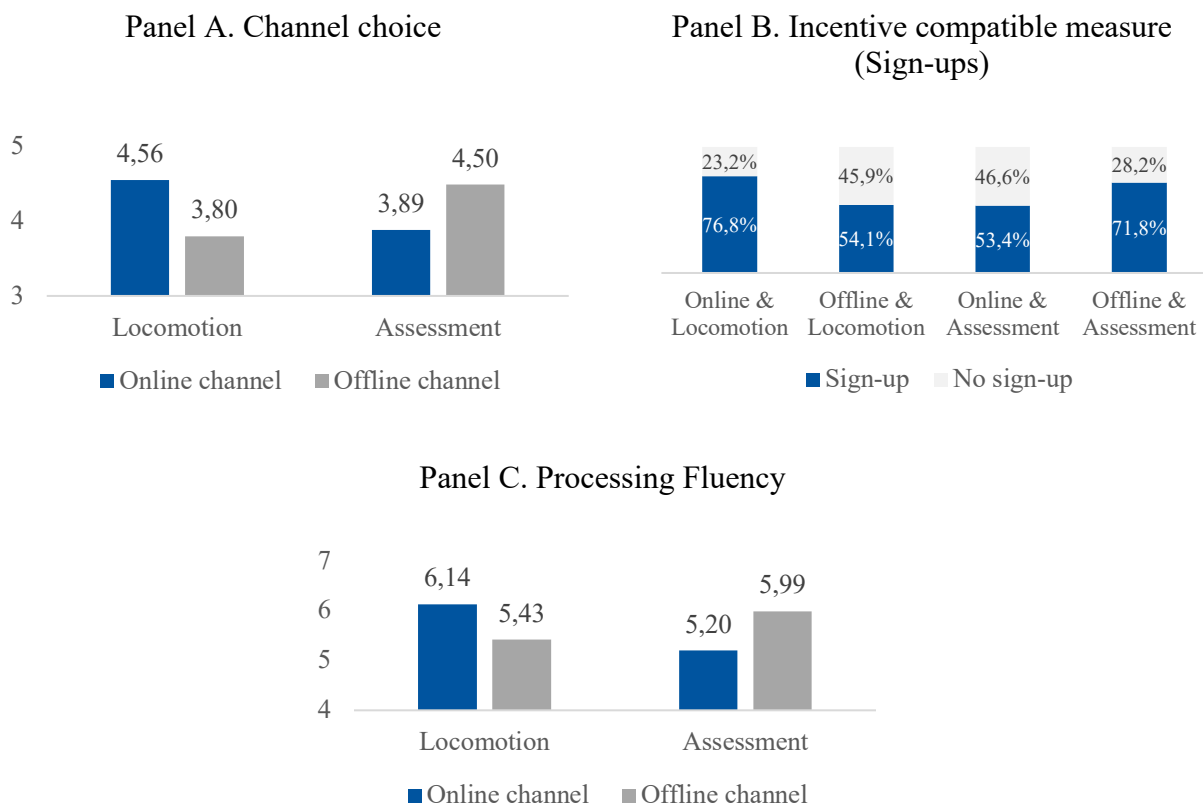 Panel A. Channel choice
5
4
3
4,56
3,80
3,89
4,50
Locomotion
Assessment
Online channel
Offline channel
Panel B. Incentive compatible measure
(Sign-ups)
23,2%
45,9%
46,6%
28,2%
76,8%
54,1%
53,4%
71,8%
Online &
Locomotion
Offline &
Locomotion
Online &
Assessment
Offline &
Assessment
Sign-up
No sign-up
Panel C. Processing Fluency
7
6
5
4
6,14
5,43
5,20
5,99
Locomotion
Assessment
Online channel
Offline channel